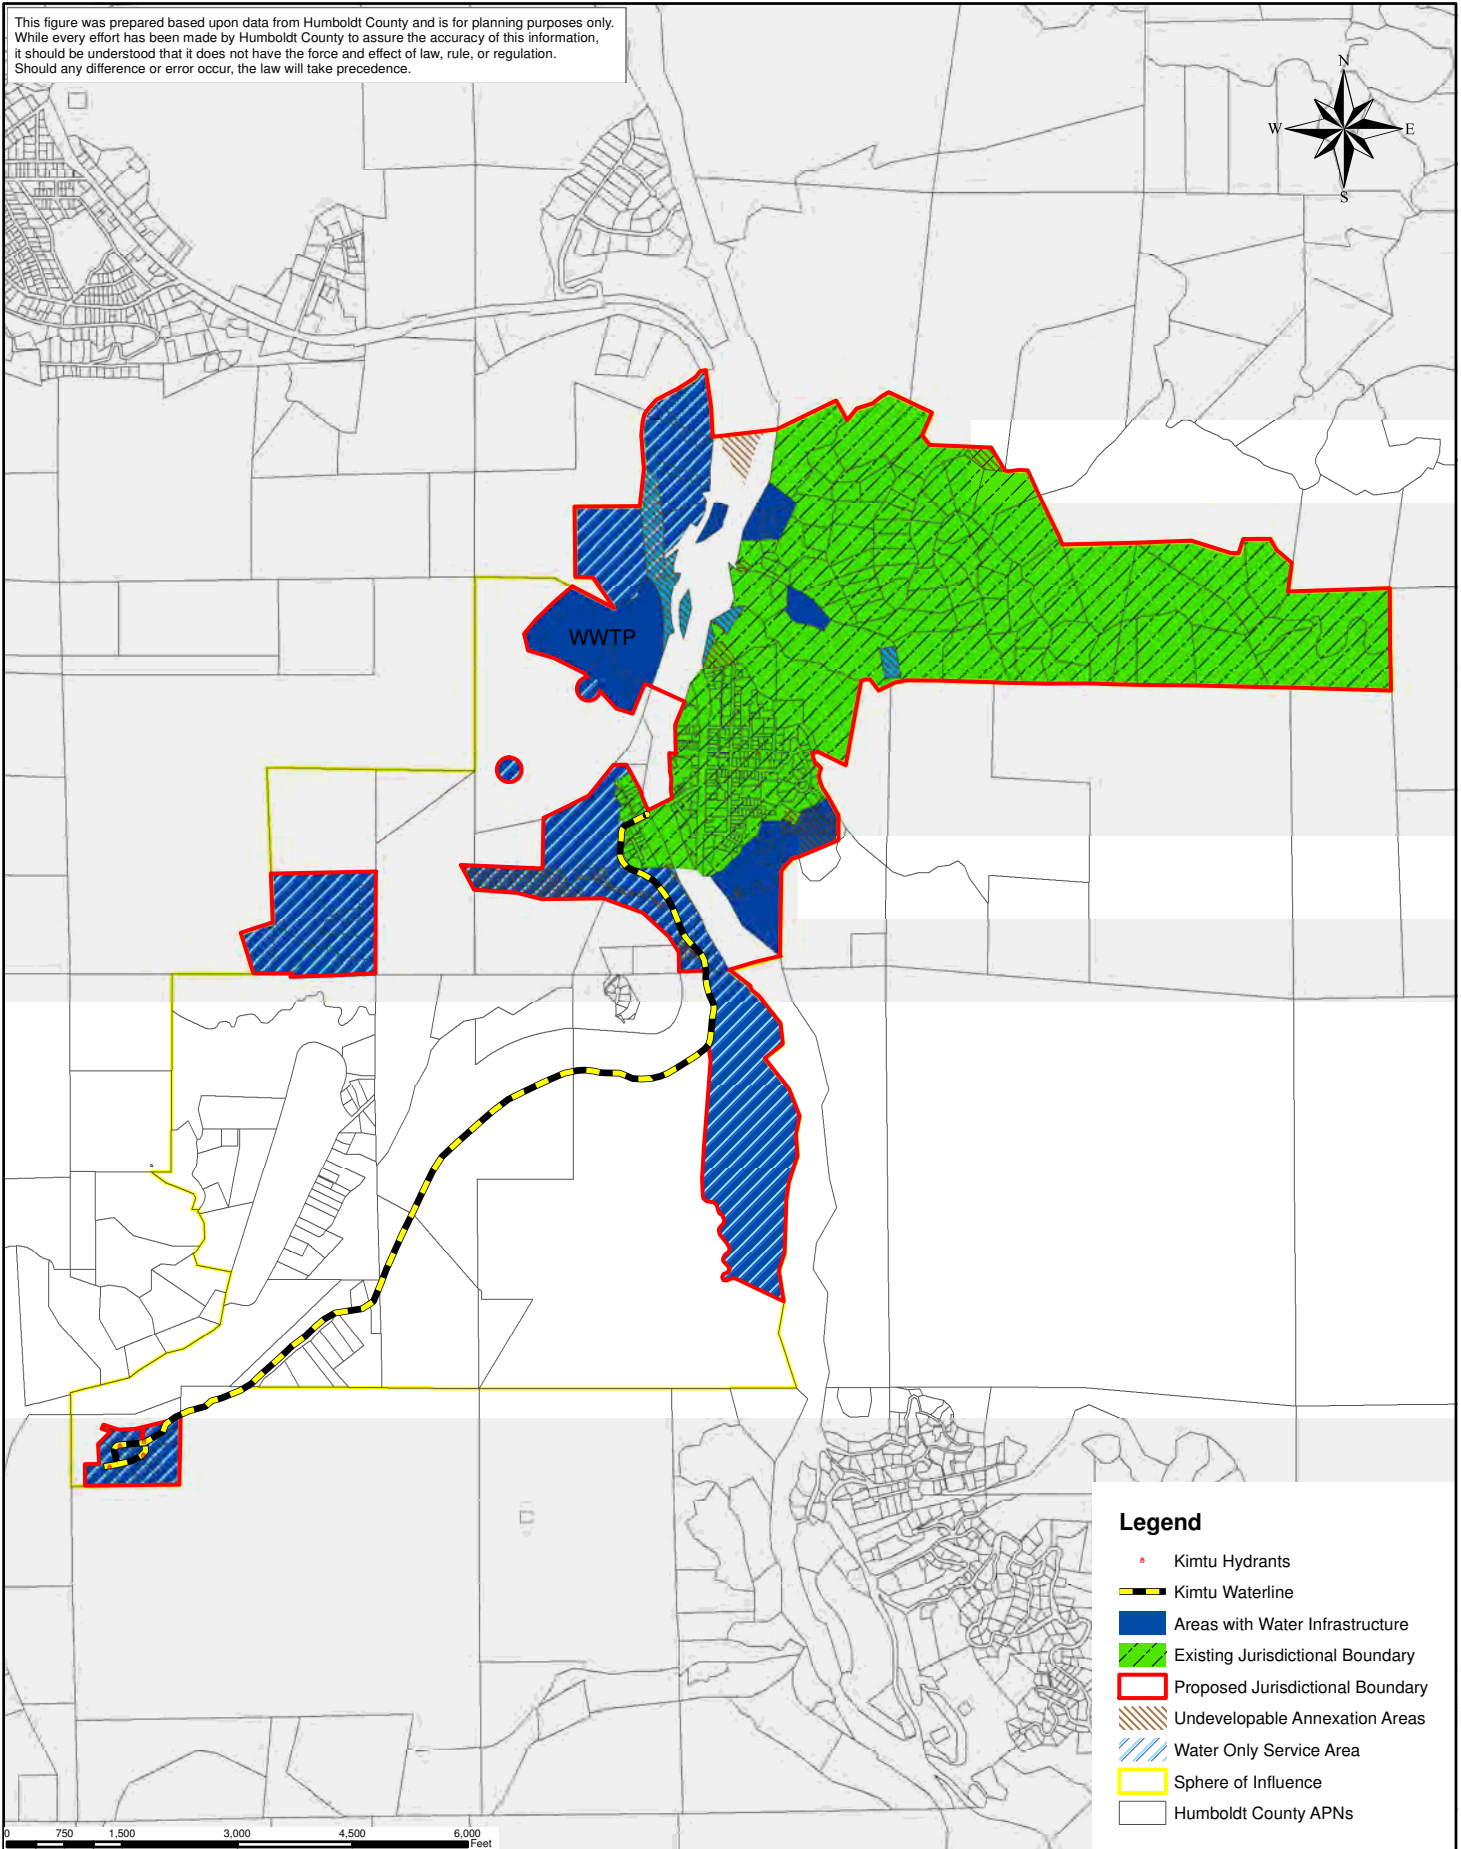 This figure was prepared based upon data from Humboldt County and is for planning purposes only.
While every effort has been made by Humboldt County to assure the accuracy of this information,
it should be understood that it does not have the force and effect of law, rule, or regulation.
Should any difference or error occur, the law will take precedence.
N
W E
S
WWTP
Legend
Kimtu Hydrants
Kimtu Waterline
Areas with Water Infrastructure
Existing Jurisdictional Boundary
Proposed Jurisdictional Boundary
Undevelopable Annexation Areas
Water Only Service Area
Sphere of Influence
Humboldt County APNs
0 750 1,500 3,000 4,500 6,000
Feet